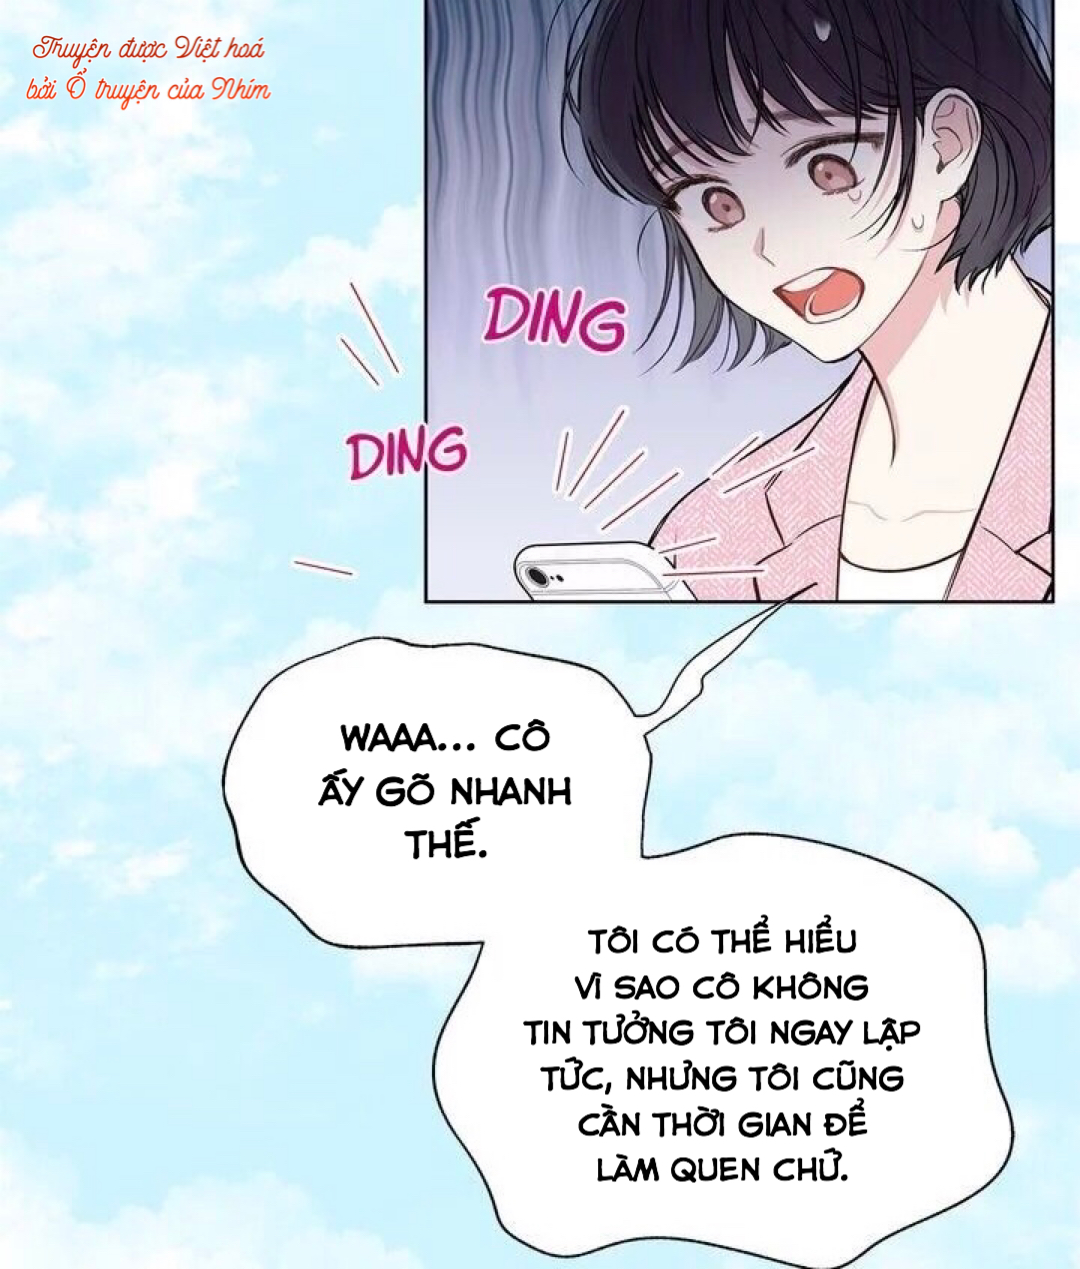 Truyện được Việt hoá
bởi Ổ truyện của Nhím
DING
DING
WAAA... CÔ
ẤY GÕ NHANH
THẾ.
TÔI CÓ THỂ HIỂU
VÌ SAO CÔ KHÔNG
TIN TƯỞNG TÔI NGAY LẬP
TỨC, NHƯNG TÔI CŨNG
CẦN THỜI GIAN ĐỂ
LÀM QUEN CHỨ.